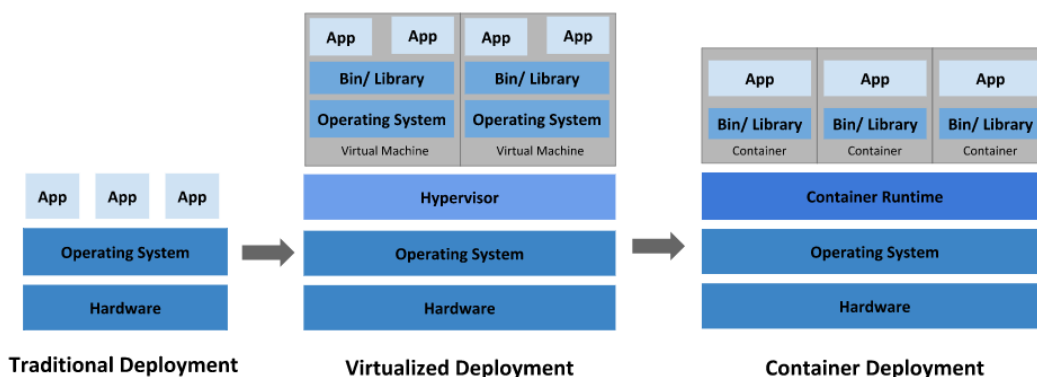 App App App
Operating System
Hardware
Traditional Deployment
App App App App
Bin/ Library Bin/ Library
Operating System Operating System
Virtual Machine Virtual Machine
Hypervisor
Operating System
Hardware
Virtualized Deployment
App App App
Bin/ Library Bin/ Library Bin/ Library
Container Container Container
Container Runtime
Operating System
Hardware
Container Deployment